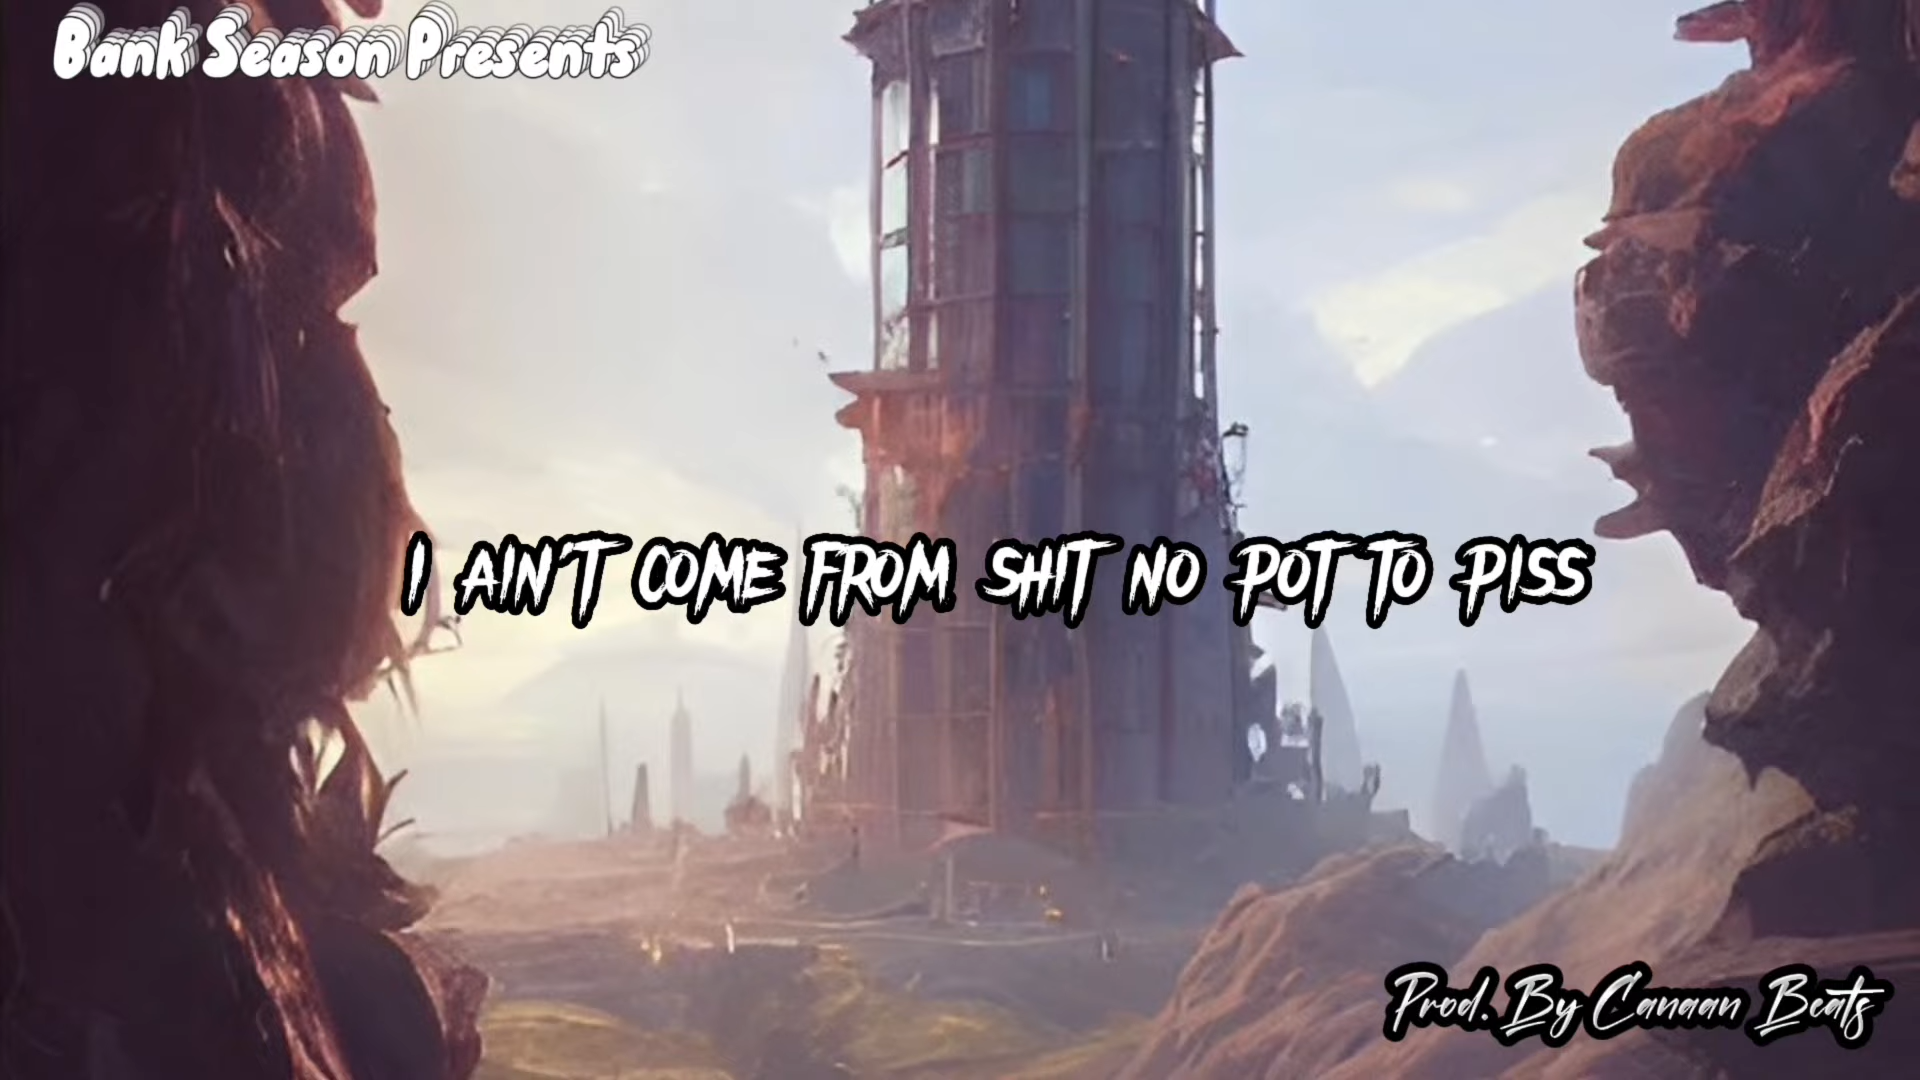 Bank Season Presents
I AIN'T COME FROM SHIT NO POT TO PISS
Prod. By Canaan Beats